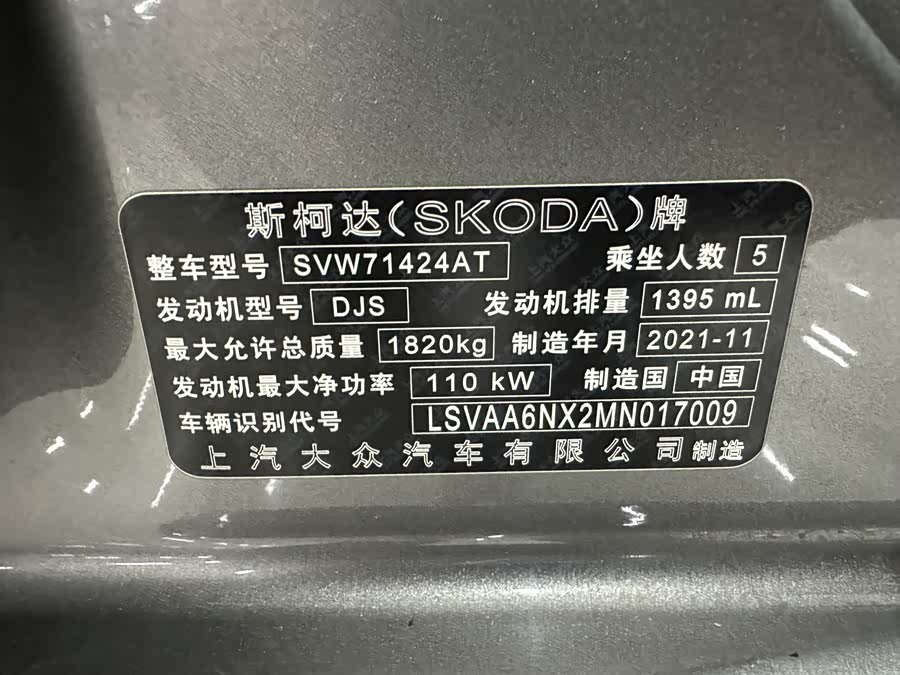 斯柯达(SKODA)牌
整车型号 SVW71424AT 乘坐人数 5
发动机型号 DJS 发动机排量 1395 mL
最大允许总质量 1820kg 制造年月 2021-11
发动机最大净功率 110 kW 制造国 中国
车辆识别代号 LSVAA6NX2MN017009
上汽大众汽车有限公司制造